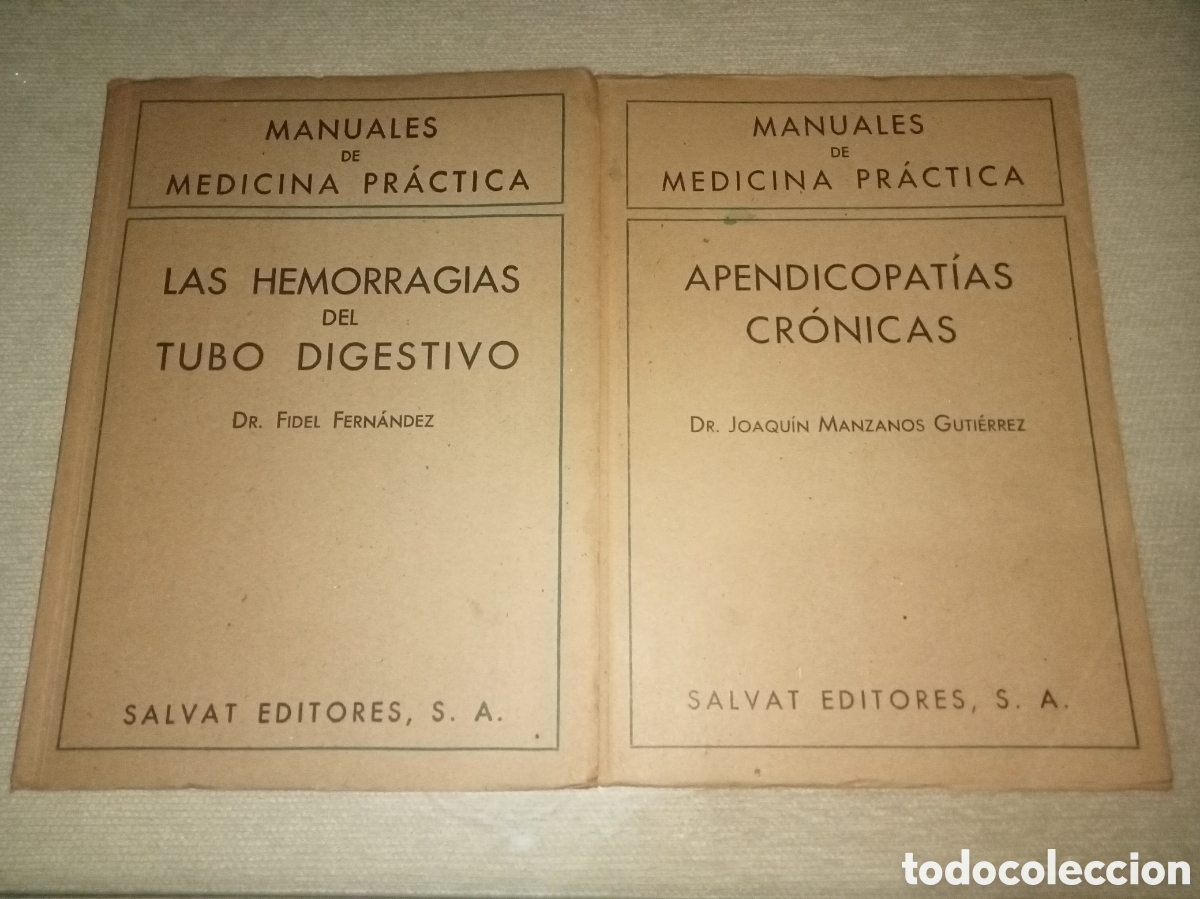 MANUALES
DE
MEDICINA PRÁCTICA
LAS HEMORRAGIAS
DEL
TUBO DIGESTIVO
DR. FIDEL FERNÁNDEZ
SALVAT EDITORES, S. A.
MANUALES
DE
MEDICINA PRÁCTICA
APENDICOPATÍAS
CRÓNICAS
DR. JOAQUÍN MANZANOS GUTIÉRREZ
SALVAT EDITORES, S. A.
todocoleccion